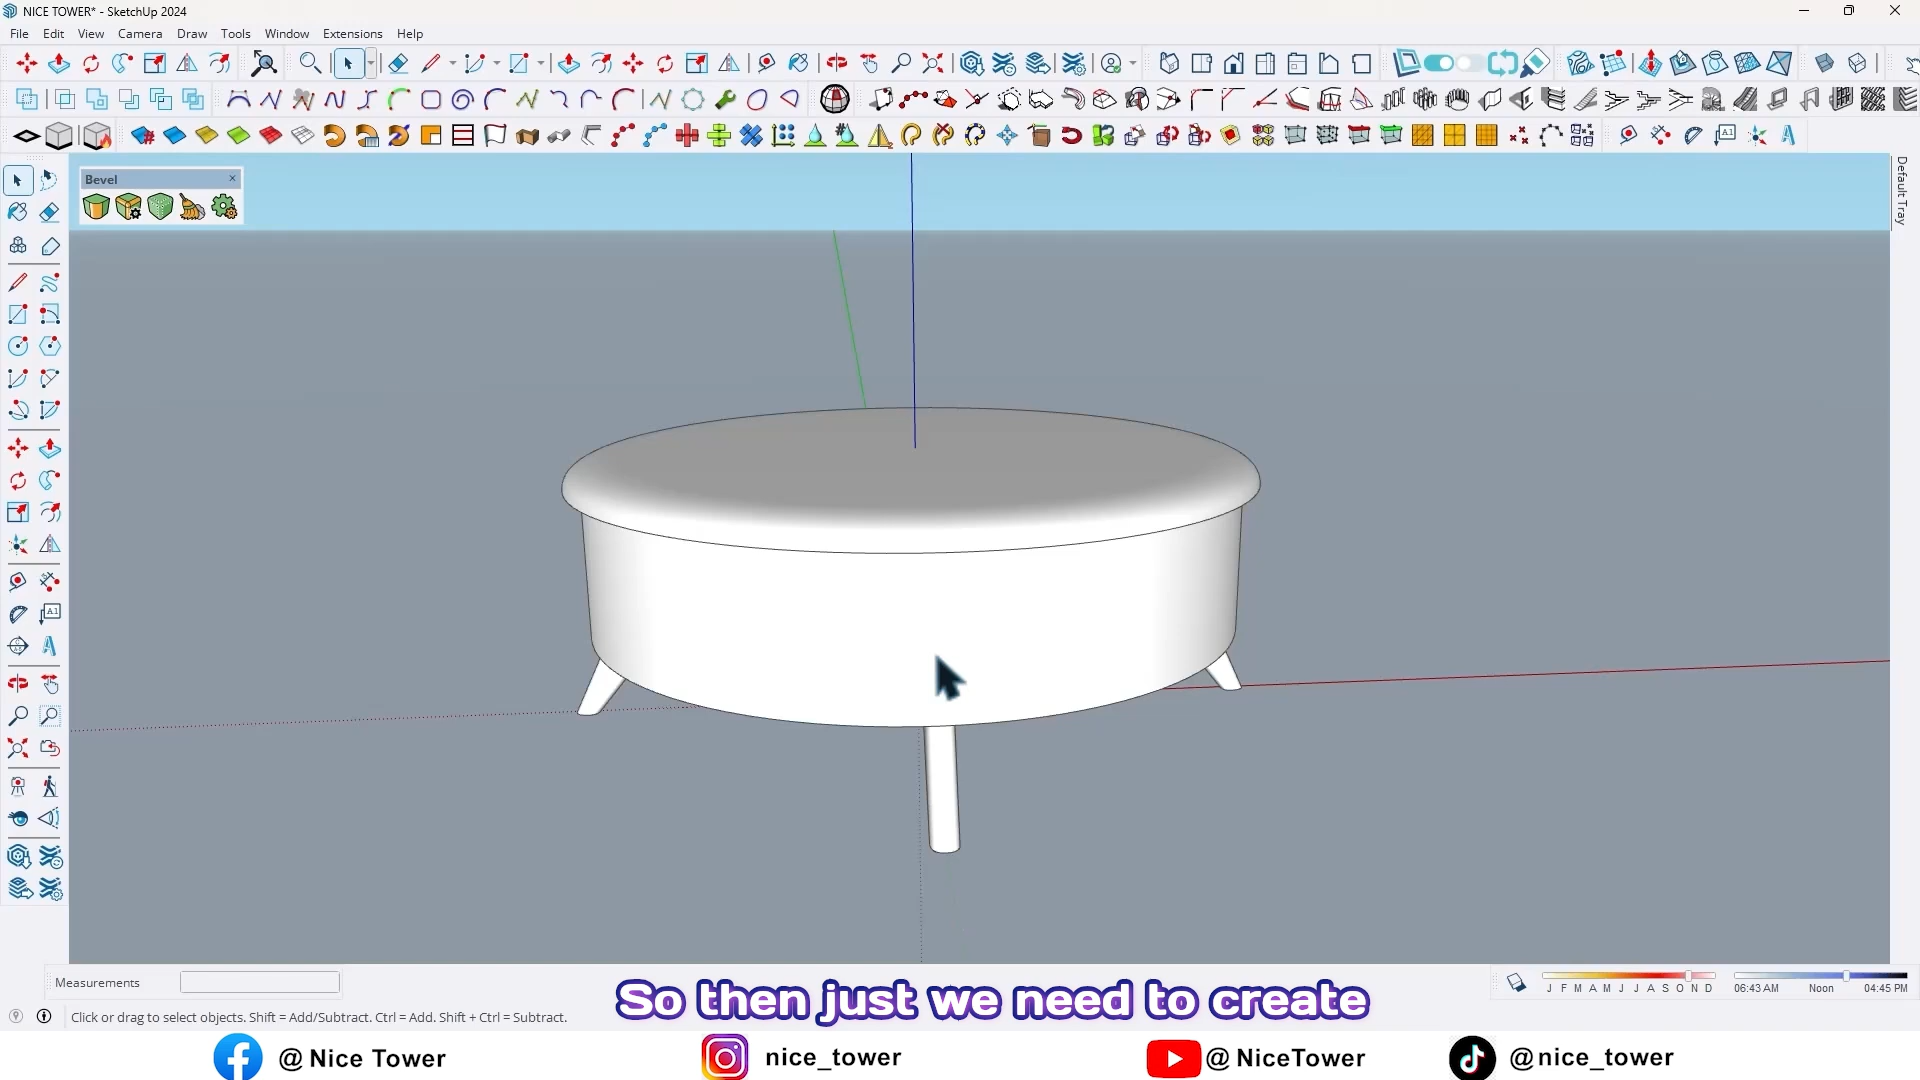 NICE TOWER* - SketchUp 2024
File Edit View Camera Draw Tools Window Extensions Help
Bevel
Default Tray
Measurements
J F M A M J J A S O N D
06:43 AM Noon 04:45 PM
So then just we need to create
Click or drag to select objects. Shift = Add/Subtract. Ctrl = Add. Shift + Ctrl = Subtract.
@ Nice Tower nice_tower @ NiceTower @nice_tower